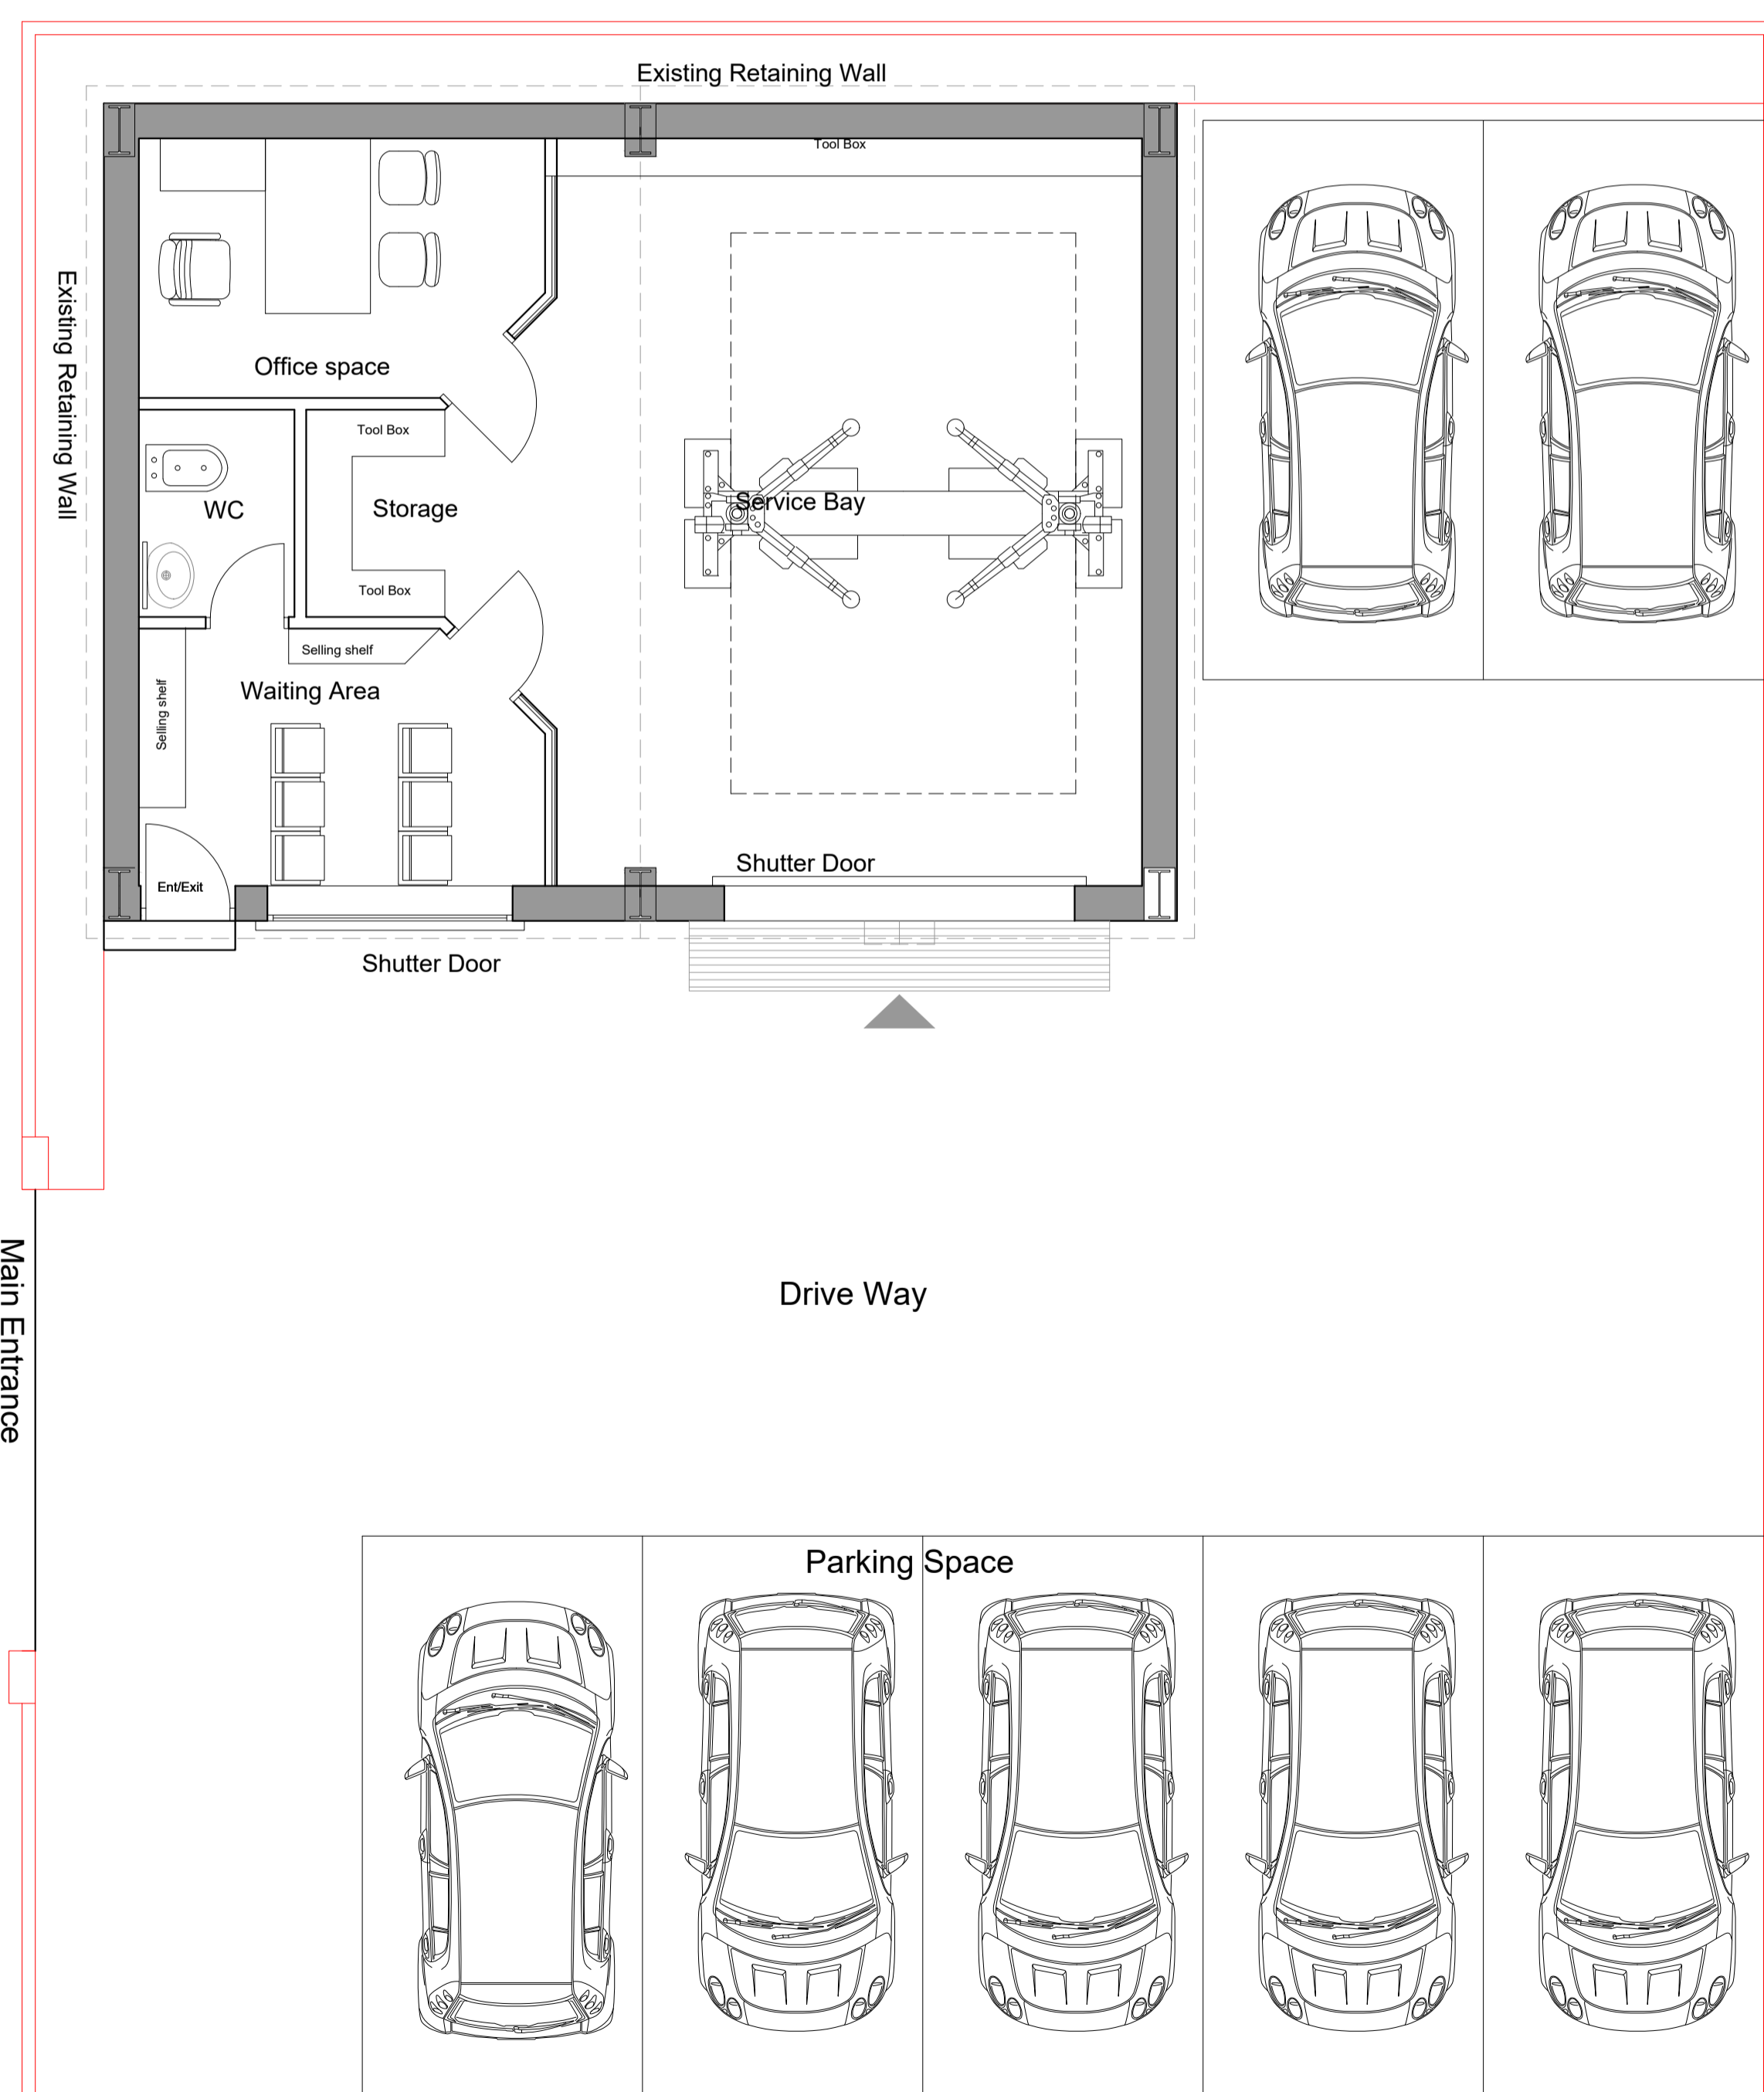 Existing Retaining Wall
Tool Box
Existing Retaining Wall
Office space
Tool Box
WC
Storage
Service Bay
Tool Box
Selling shelf
Waiting Area
Selling shelf
Shutter Door
Ent/Exit
Shutter Door
Main Entrance
Drive Way
Parking Space